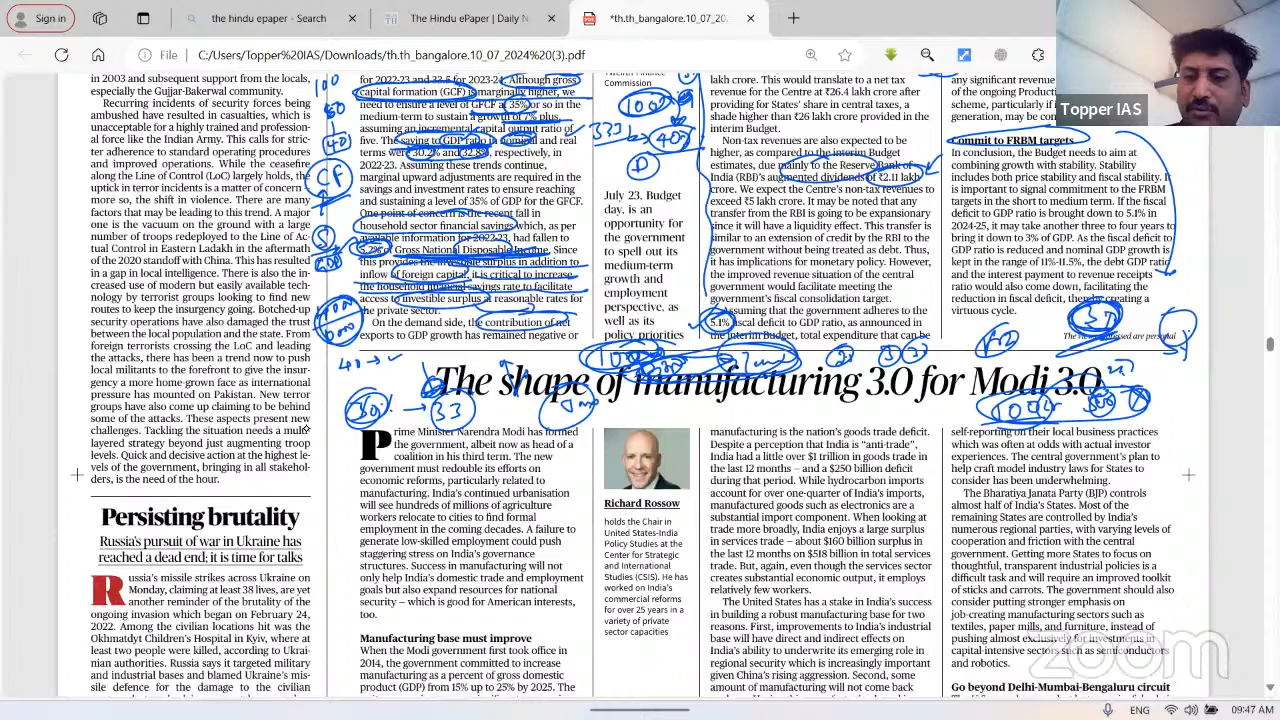 the hindu epaper - Search
The Hindu ePaper | Daily N
*th.th_bangalore.10_07_202
File
C:/Users/Topper%20IAS/Downloads/th.th_bangalore.10_07_2024%20(3).pdf
Topper IAS
in 2003 and subsequent support from the locals,
especially the Gujjar-Bakerwal community.
Recurring incidents of security forces being
ambushed have resulted in casualties, which is
unacceptable for a highly trained and profession-
al force like the Indian Army. This calls for stric-
ter adherence to standard operating procedures
and improved operations. While the ceasefire
along the Line of Control (LoC) largely holds, the
uptick in terror incidents is a matter of concern –
more so, the shift in violence. There are many
factors that may be leading to this trend. A major
one is the vacuum on the ground with a large
number of troops redeployed to the Line of Ac-
tual Control in Eastern Ladakh in the aftermath
of the 2020 standoff with China. This has resulted
in a gap in local intelligence. There is also the in-
creased use of modern but easily available tech-
nology by terrorist groups looking to find new
routes to keep the insurgency going. Botched-up
security operations have also damaged the trust
between the local population and the state. From
foreign terrorists crossing the LoC and leading
the attacks, there has been a trend now to push
local militants to the forefront to give the insur-
gency a more home-grown face as international
pressure has mounted on Pakistan. New terror
groups have also come up claiming to be behind
some of the attacks. These aspects present new
challenges. Tackling the situation needs a multi-
layered strategy beyond just augmenting troop
levels. Quick and decisive action at the highest le-
vels of the government, bringing in all stakehol-
ders, is the need of the hour.
Persisting brutality
Russia's pursuit of war in Ukraine has
reached a dead end; it is time for talks
Russia's missile strikes across Ukraine on
Monday, claiming at least 38 lives, are yet
another reminder of the brutality of the
ongoing invasion which began on February 24,
2022. Among the civilian locations hit was the
Okhmatdyt Children's Hospital in Kyiv, where at
least two people were killed, according to Ukrai-
nian authorities. Russia says it targeted military
and industrial bases and blamed Ukraine's mis-
sile defence for the damage to the civilian
for 2022-23 and 33.5 for 2023-24. Although gross
capital formation (GCF) is marginally higher, we
need to ensure a level of GFCF at 35% or so in the
medium term to sustain a growth of 7% plus,
assuming an incremental capital output ratio of
five. The saving to GDP ratio in nominal and real
terms were 30.2% and 32.8%, respectively, in
2022-23. Assuming these trends continue,
marginal upward adjustments are required in the
savings and investment rates to ensure reaching
and sustaining a level of 35% of GDP for the GFCF.
One point of concern is the recent fall in
household sector financial savings which, as per
available information for 2022-23, had fallen to
5.2% of Gross National Disposable Income. Since
this provides the investible surplus in addition to
inflow of foreign capital, it is critical to increase
the household financial savings rate to facilitate
access to investible surplus at reasonable rates for
the private sector.
On the demand side, the contribution of net
exports to GDP growth has remained negative or
Twelfth Finance
Commission
July 23, Budget
day, is an
opportunity for
the government
to spell out its
medium-term
growth and
employment
perspective, as
well as its
policy priorities
lakh crore. This would translate to a net tax
revenue for the Centre at ₹26.4 lakh crore after
providing for States' share in central taxes, a
shade higher than ₹26 lakh crore provided in the
interim Budget.
Non-tax revenues are also expected to be
higher, as compared to the interim Budget
estimates, due mainly to the Reserve Bank of
India (RBI)'s augmented dividends of ₹2.11 lakh
crore. We expect the Centre's non-tax revenues to
exceed ₹5 lakh crore. It may be noted that any
transfer from the RBI is going to be expansionary
since it will have a liquidity effect. This transfer is
similar to an extension of credit by the RBI to the
government without being treated as debt. Thus,
it has implications for monetary policy. However,
the improved revenue situation of the central
government would facilitate meeting the
government's fiscal consolidation target.
Assuming that the government adheres to the
5.1% fiscal deficit to GDP ratio, as announced in
the interim Budget, total expenditure that can be
any significant revenue
of the ongoing Product
scheme, particularly if
generation, may be con
Commit to FRBM targets
In conclusion, the Budget needs to aim at
combining growth with stability. Stability
includes both price stability and fiscal stability. It
is important to signal commitment to the FRBM
targets in the short to medium term. If the fiscal
deficit to GDP ratio is brought down to 5.1% in
2024-25, it may take another three to four years to
bring it down to 3% of GDP. As the fiscal deficit to
GDP ratio is reduced and nominal GDP growth is
kept in the range of 11%-11.5%, the debt GDP ratio
and the interest payment to revenue receipts
ratio would also come down, facilitating the
reduction in fiscal deficit, thereby creating a
virtuous cycle.
The shape of manufacturing 3.0 for Modi 3.0
Prime Minister Narendra Modi has formed
the government, albeit now as head of a
coalition in his third term. The new
government must redouble its efforts on
economic reforms, particularly related to
manufacturing. India's continued urbanisation
will see hundreds of millions of agriculture
workers relocate to cities to find formal
employment in the coming decades. A failure to
generate low-skilled employment could push
staggering stress on India's governance
structures. Success in manufacturing will not
only help India's domestic trade and employment
goals but also expand resources for national
security – which is good for American interests,
too.
Manufacturing base must improve
When the Modi government first took office in
2014, the government committed to increase
manufacturing as a percent of gross domestic
product (GDP) from 15% up to 25% by 2025. The
Richard Rossow
holds the Chair in
United States-India
Policy Studies at the
Center for Strategic
and International
Studies (CSIS). He has
worked on India's
commercial reforms
for over 25 years in a
variety of private
sector capacities
manufacturing is the nation's goods trade deficit.
Despite a perception that India is “anti-trade”,
India had a little over $1 trillion in goods trade in
the last 12 months – and a $250 billion deficit
during that period. While hydrocarbon imports
account for over one-quarter of India's imports,
manufactured goods such as electronics are a
substantial import component. When looking at
trade more broadly, India enjoys a large surplus
in services trade – about $160 billion surplus in
the last 12 months on $518 billion in total services
trade. But, again, even though the services sector
creates substantial economic output, it employs
relatively few workers.
The United States has a stake in India's success
in building a robust manufacturing base for two
reasons. First, improvements to India's industrial
base will have direct and indirect effects on
India's ability to underwrite its emerging role in
regional security which is increasingly important
given China's rising aggression. Second, some
amount of manufacturing will not come back
self-reporting on their local business practices
which was often at odds with actual investor
experiences. The central government's plan to
help craft model industry laws for States to
consider has been underwhelming.
The Bharatiya Janata Party (BJP) controls
almost half of India's States. Most of the
remaining States are controlled by India's
numerous regional parties, with varying levels of
cooperation and friction with the central
government. Getting more States to focus on
thoughtful, transparent industrial policies is a
difficult task and will require an improved toolkit
of sticks and carrots. The government should also
consider putting stronger emphasis on
job-creating manufacturing sectors such as
textiles, paper mills, and furniture, instead of
pushing almost exclusively for investments in
capital-intensive sectors such as semiconductors
and robotics.
Go beyond Delhi-Mumbai-Bengaluru circuit
zoom
ENG
09:47 AM